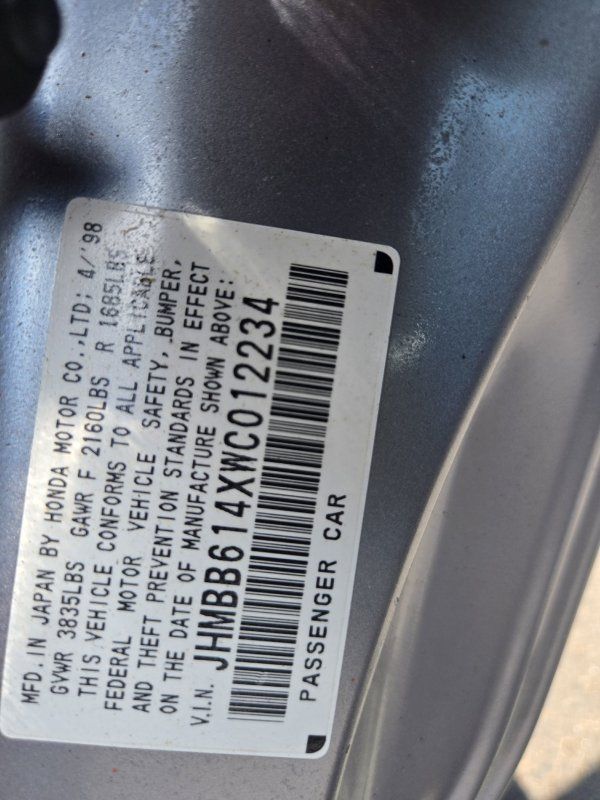 MFD. IN JAPAN BY HONDA MOTOR CO.,LTD; 4/'98
GVWR 3835LBS GAWR F 2160LBS R 1685LBS
THIS VEHICLE CONFORMS TO ALL APPLICABLE
FEDERAL MOTOR VEHICLE SAFETY, BUMPER,
AND THEFT PREVENTION STANDARDS IN EFFECT
ON THE DATE OF MANUFACTURE SHOWN ABOVE:
V.I.N. JHMBB614XWC012234
PASSENGER CAR